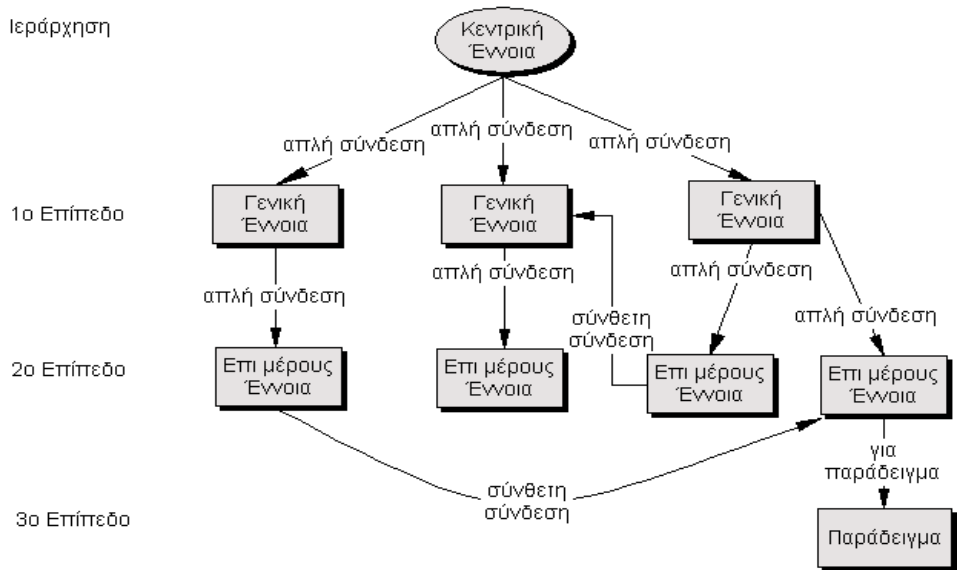 Ιεράρχηση
Κεντρική
Έννοια
απλή σύνδεση
απλή σύνδεση
απλή σύνδεση
1ο Επίπεδο
Γενική
Έννοια
Γενική
Έννοια
Γενική
Έννοια
απλή σύνδεση
απλή σύνδεση
απλή σύνδεση
απλή σύνδεση
σύνθετη
σύνδεση
2ο Επίπεδο
Επι μέρους
Έννοια
Επι μέρους
Έννοια
Επι μέρους
Έννοια
Επι μέρους
Έννοια
για
παράδειγμα
σύνθετη
σύνδεση
3ο Επίπεδο
Παράδειγμα